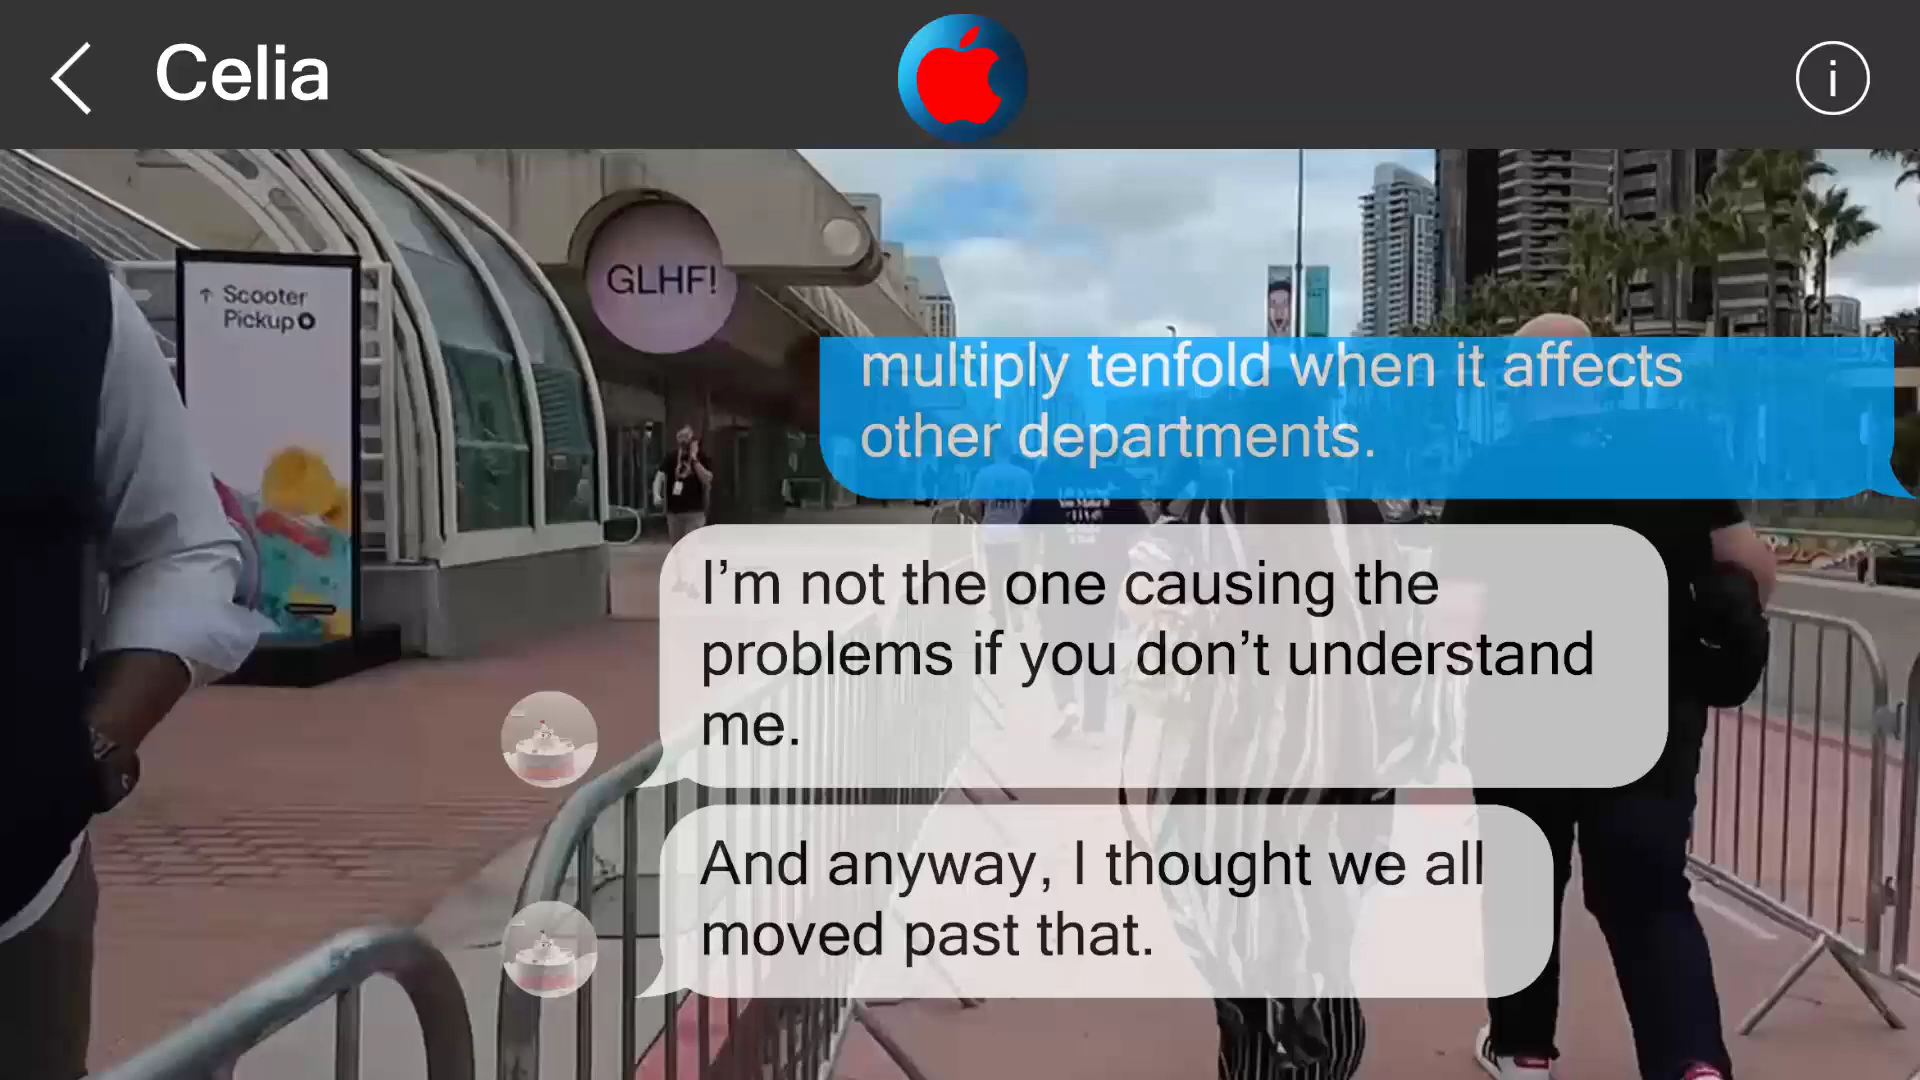 Celia
i
Scooter
Pickup
GLHF!
multiply tenfold when it affects
other departments.
I’m not the one causing the
problems if you don’t understand
me.
And anyway, I thought we all
moved past that.